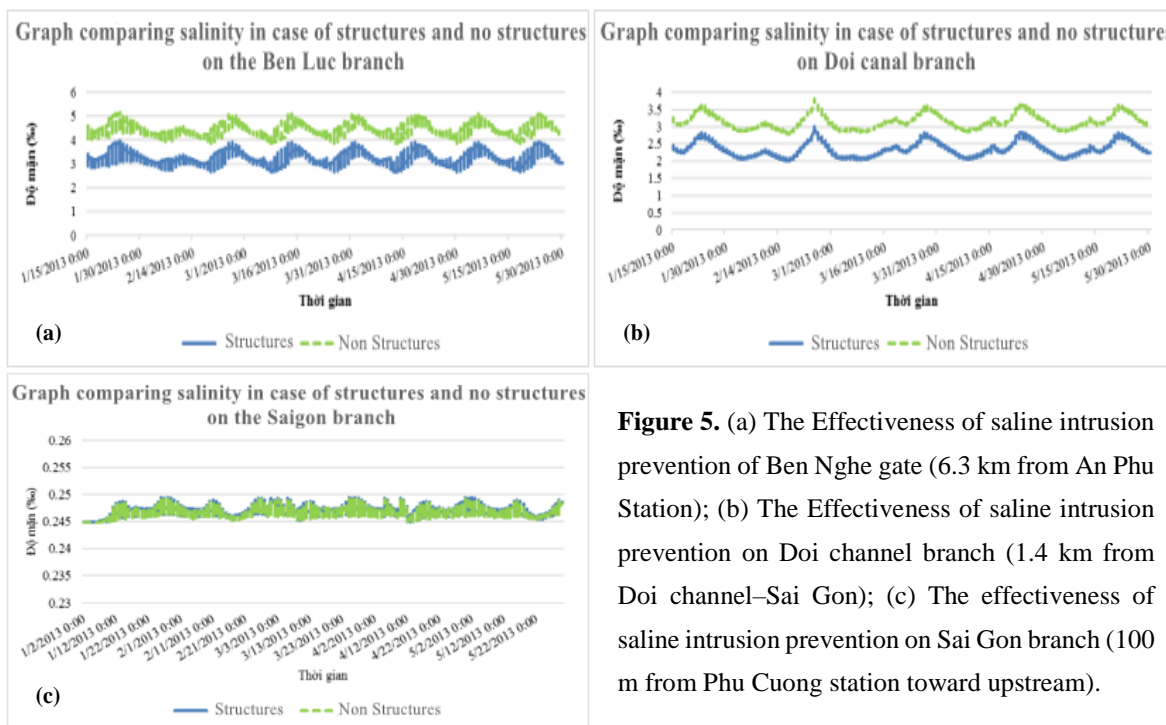 Graph comparing salinity in case of structures and no structures
on the Ben Luc branch
6
5
4
3
2
1
0
Độ mặn (‰)
1/15/2013 0:00
1/30/2013 0:00
2/14/2013 0:00
3/1/2013 0:00
3/16/2013 0:00
3/31/2013 0:00
4/15/2013 0:00
4/30/2013 0:00
5/15/2013 0:00
5/30/2013 0:00
Thời gian
(a)
Structures
Non Structures
Graph comparing salinity in case of structures and no structures
on Doi canal branch
4
3.5
3
2.5
2
1.5
1
0.5
0
Độ mặn (‰)
1/15/2013 0:00
1/30/2013 0:00
2/14/2013 0:00
3/1/2013 0:00
3/16/2013 0:00
3/31/2013 0:00
4/15/2013 0:00
4/30/2013 0:00
5/15/2013 0:00
5/30/2013 0:00
Thời gian
(b)
Structures
Non Structures
Graph comparing salinity in case of structures and no structures
on the Saigon branch
0.26
0.255
0.25
0.245
0.24
0.235
0.23
Độ mặn (‰)
1/2/2013 0:00
1/12/2013 0:00
1/22/2013 0:00
2/1/2013 0:00
2/11/2013 0:00
2/21/2013 0:00
3/3/2013 0:00
3/13/2013 0:00
3/23/2013 0:00
4/2/2013 0:00
4/12/2013 0:00
4/22/2013 0:00
5/2/2013 0:00
5/12/2013 0:00
5/22/2013 0:00
Thời gian
(c)
Structures
Non Structures
Figure 5. (a) The Effectiveness of saline intrusion
prevention of Ben Nghe gate (6.3 km from An Phu
Station); (b) The Effectiveness of saline intrusion
prevention on Doi channel branch (1.4 km from
Doi channel–Sai Gon); (c) The effectiveness of
saline intrusion prevention on Sai Gon branch (100
m from Phu Cuong station toward upstream).